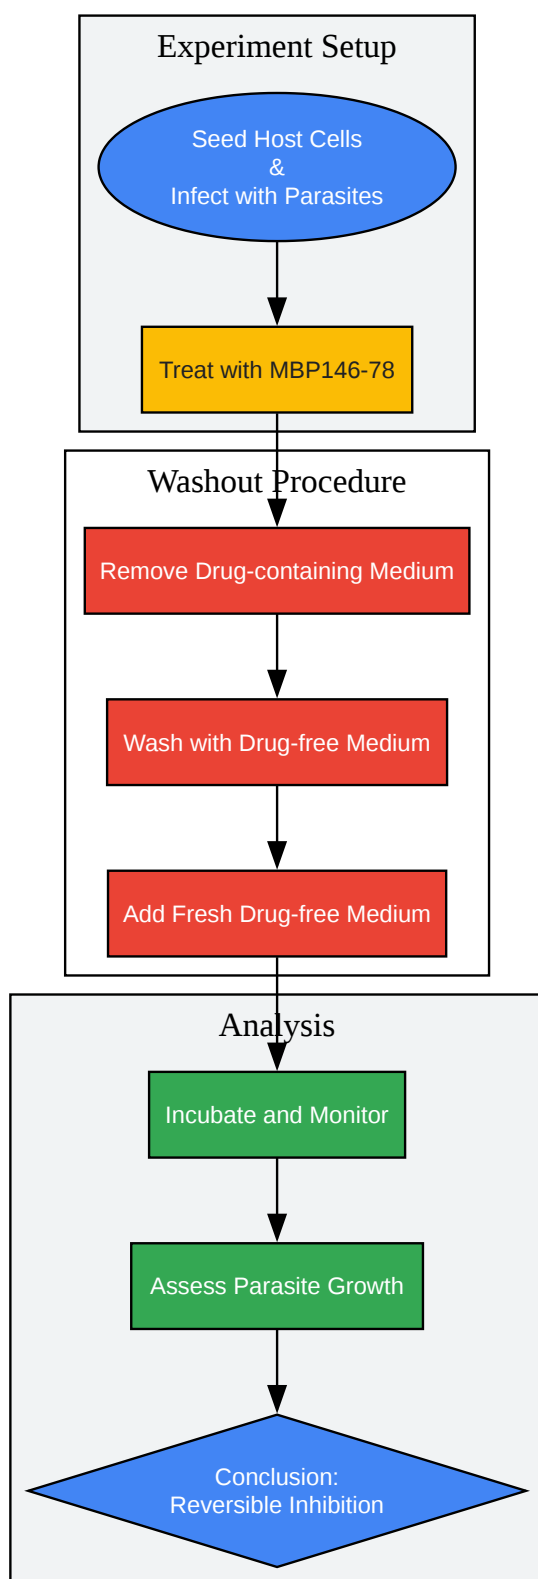 Experiment Setup
Seed Host Cells
&
Infect with Parasites
Treat with MBP146-78
Washout Procedure
Remove Drug-containing Medium
Wash with Drug-free Medium
Add Fresh Drug-free Medium
Analysis
Incubate and Monitor
Assess Parasite Growth
Conclusion:
Reversible Inhibition